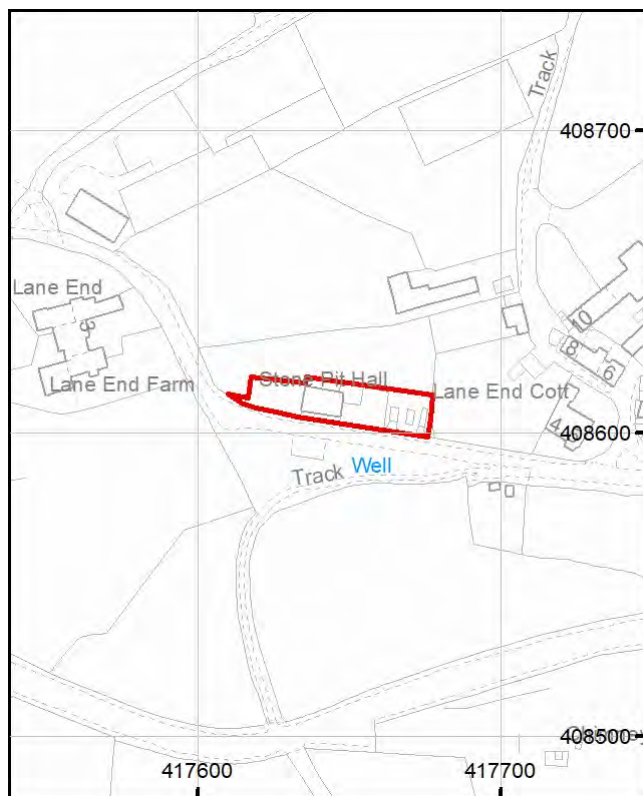 Track
408700
Lane End
3
10
8
6
Lane End Farm
Stone Pit Hall
Lane End Cott
4
408600
Well
Track
408500
417600
417700